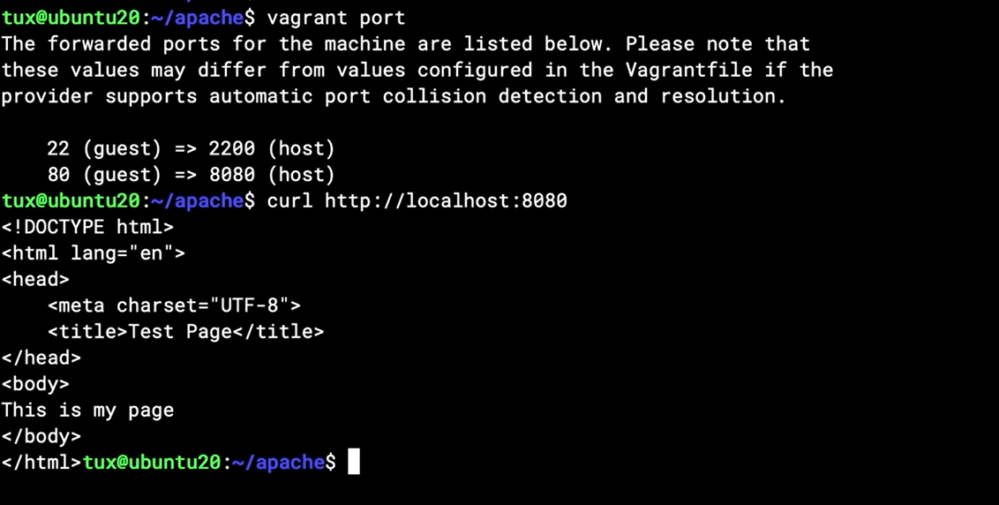 tux@ubuntu20:~/apache$ vagrant port
The forwarded ports for the machine are listed below. Please note that
these values may differ from values configured in the Vagrantfile if the
provider supports automatic port collision detection and resolution.

    22 (guest) => 2200 (host)
    80 (guest) => 8080 (host)
tux@ubuntu20:~/apache$ curl http://localhost:8080
<!DOCTYPE html>
<html lang="en">
<head>
    <meta charset="UTF-8">
    <title>Test Page</title>
</head>
<body>
This is my page
</body>
</html>tux@ubuntu20:~/apache$